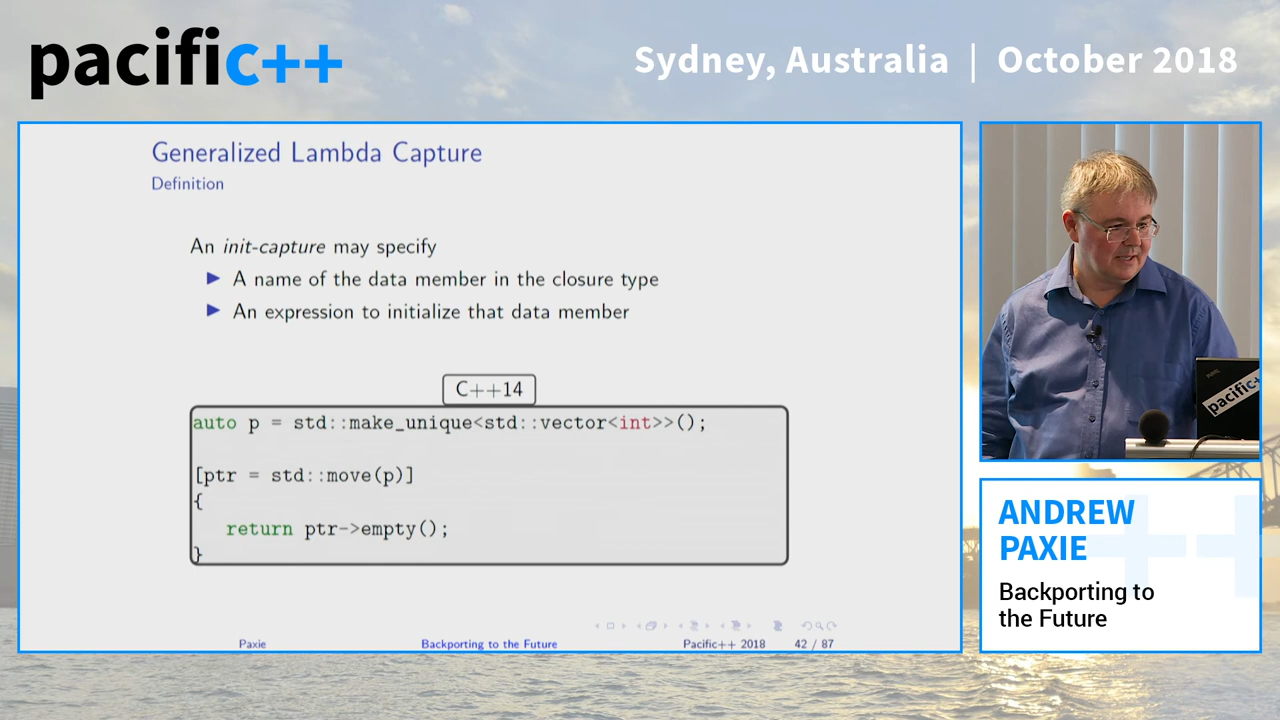 pacific++
Sydney, Australia | October 2018
Generalized Lambda Capture
Definition
An init-capture may specify
A name of the data member in the closure type
An expression to initialize that data member
C++14
auto p = std::make_unique<std::vector<int>>();
[ptr = std::move(p)]
{
return ptr->empty();
}
Paxie
Backporting to the Future
Pacific++ 2018
42 / 87
pacific+
ANDREW
PAXIE
Backporting to
the Future